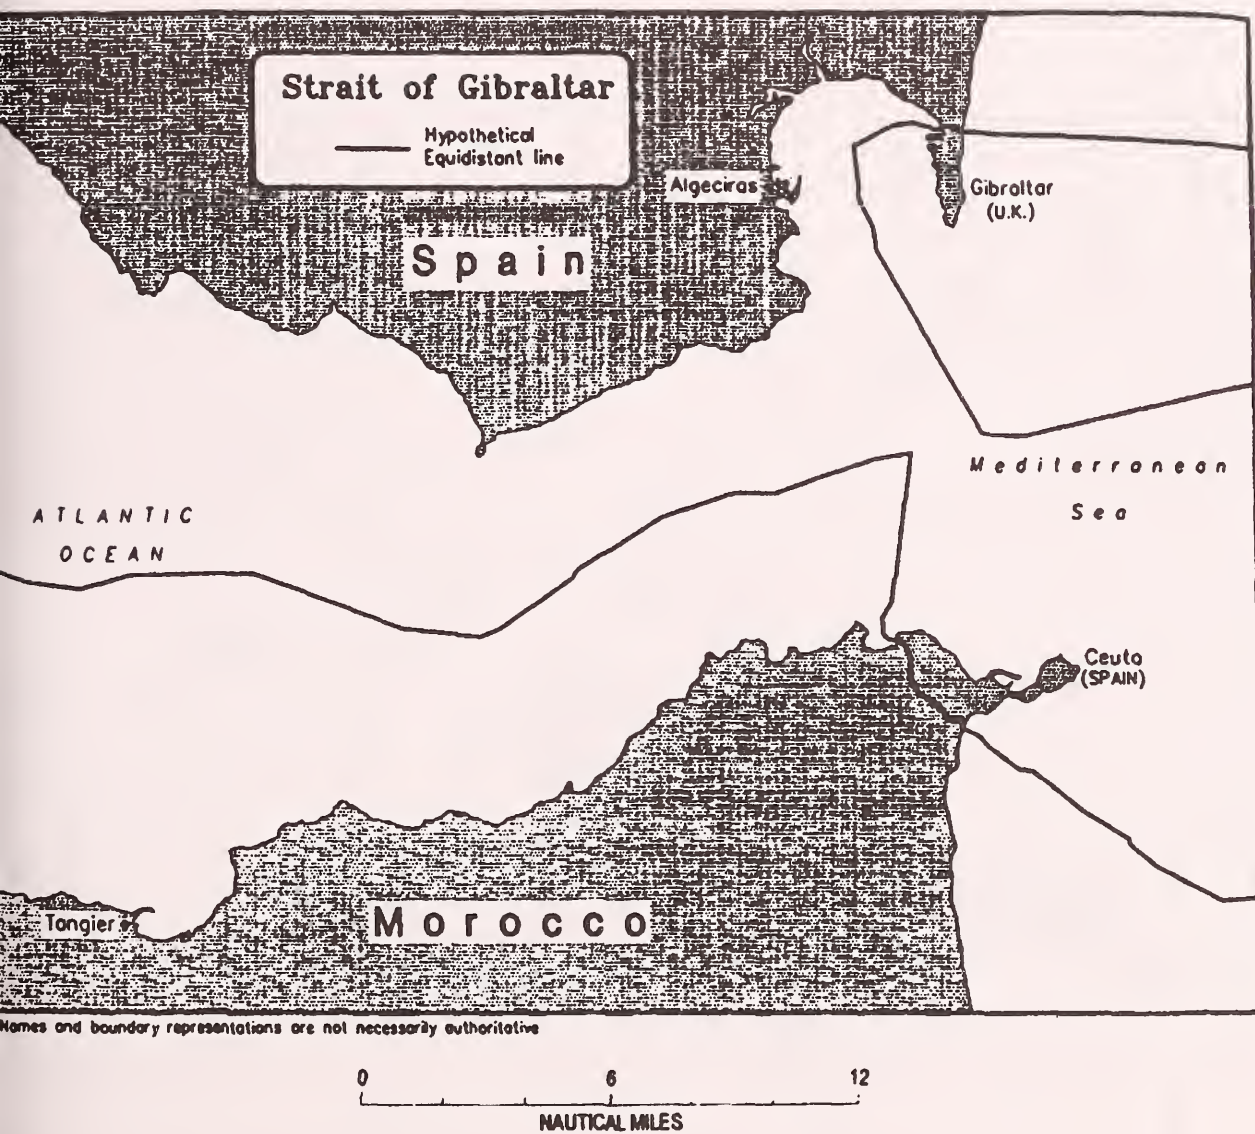 Strait of Gibraltar
Hypothetical
Equidistant line
Algeciras
Gibraltar
(U.K.)
Spain
Mediterranean
Sea
ATLANTIC
OCEAN
Ceuta
(SPAIN)
Tangier
Morocco
Names and boundary representations are not necessarily authoritative
0 6 12
NAUTICAL MILES